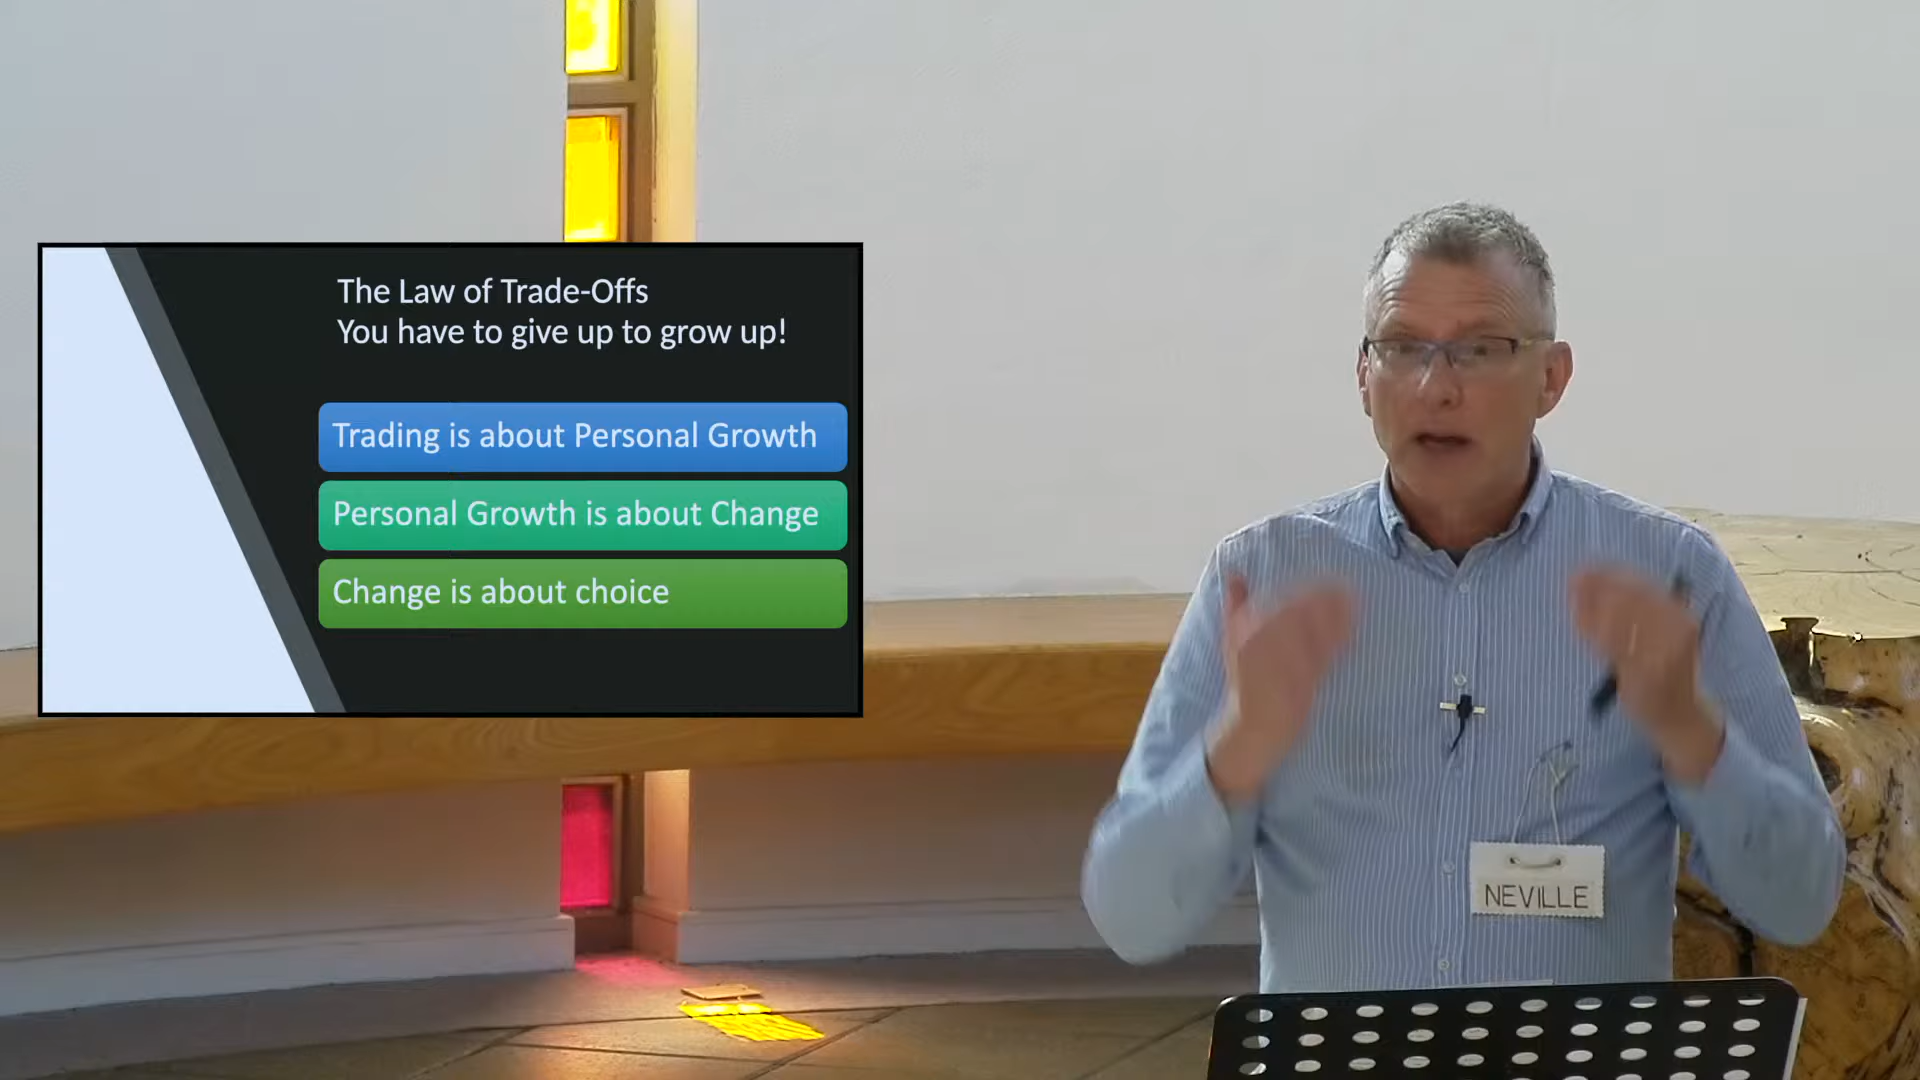 The Law of Trade-Offs
You have to give up to grow up!
Trading is about Personal Growth
Personal Growth is about Change
Change is about choice
NEVILLE